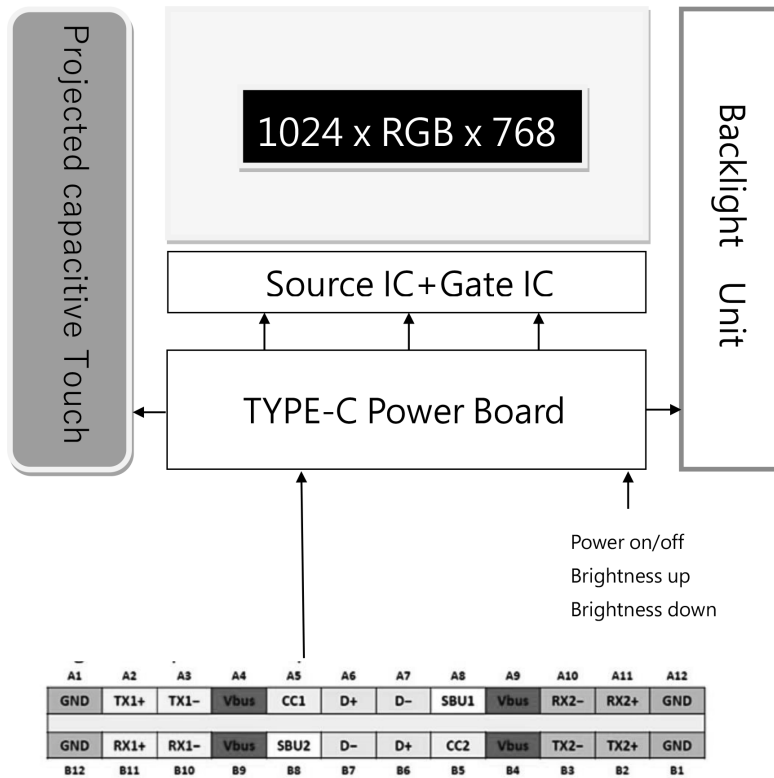 Projected capacitive Touch
1024 x RGB x 768
Backlight Unit
Source IC+Gate IC
TYPE-C Power Board
Power on/off
Brightness up
Brightness down
A1 A2 A3 A4 A5 A6 A7 A8 A9 A10 A11 A12
GND TX1+ TX1− Vbus CC1 D+ D− SBU1 Vbus RX2− RX2+ GND
GND RX1+ RX1− Vbus SBU2 D− D+ CC2 Vbus TX2− TX2+ GND
B12 B11 B10 B9 B8 B7 B6 B5 B4 B3 B2 B1